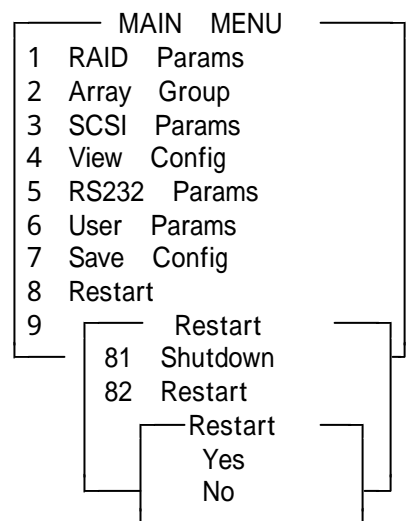 MAIN MENU
1 RAID Params
2 Array Group
3 SCSI Params
4 View Config
5 RS232 Params
6 User Params
7 Save Config
8 Restart
9 Restart
81 Shutdown
82 Restart
Restart
Yes
No